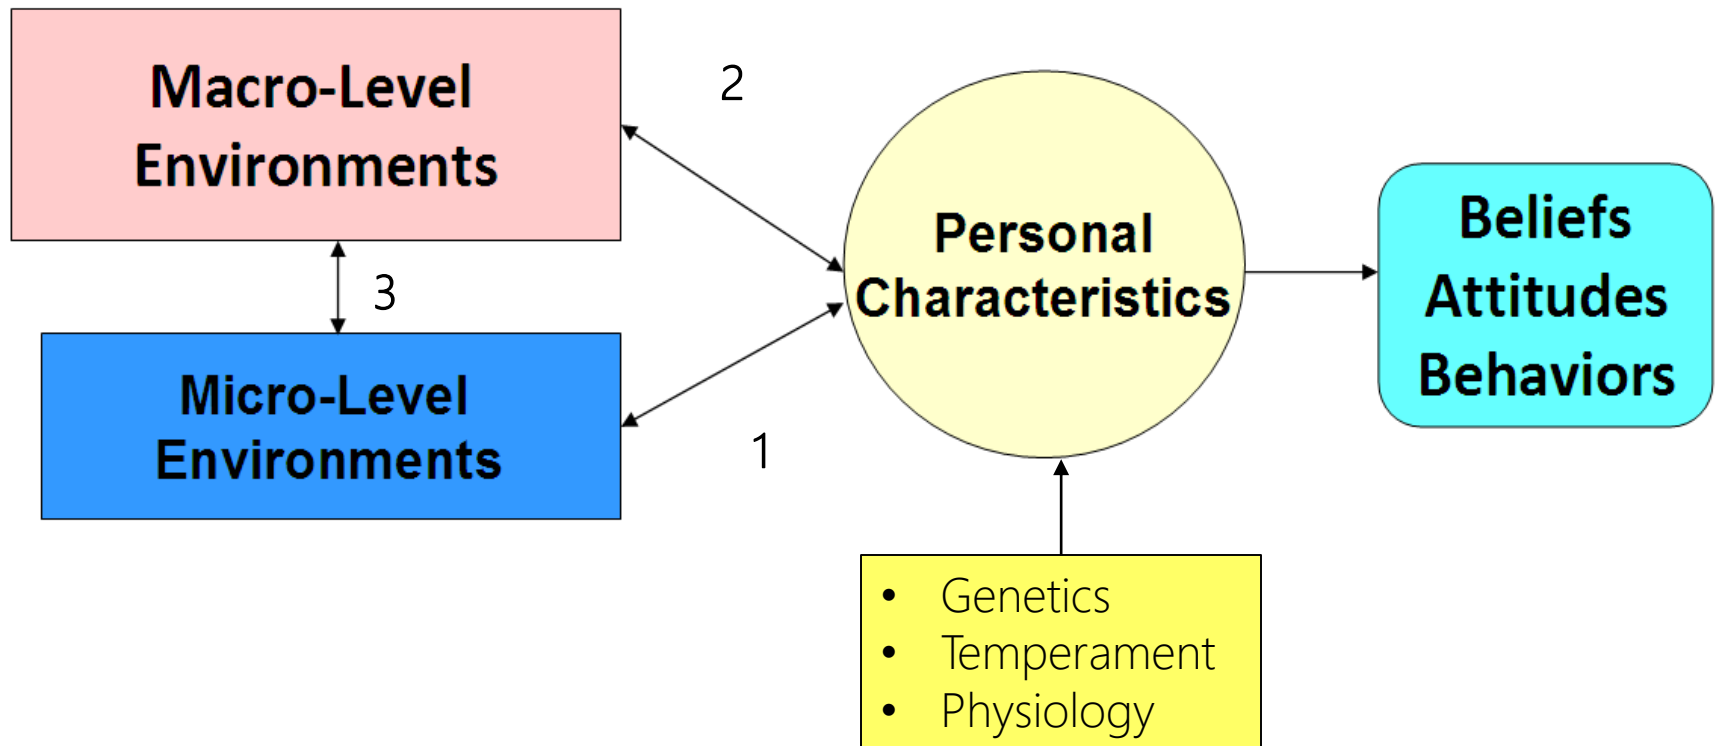 Macro-Level
Environments
2
3
Micro-Level
Environments
1
Personal
Characteristics
Beliefs
Attitudes
Behaviors
• Genetics
• Temperament
• Physiology